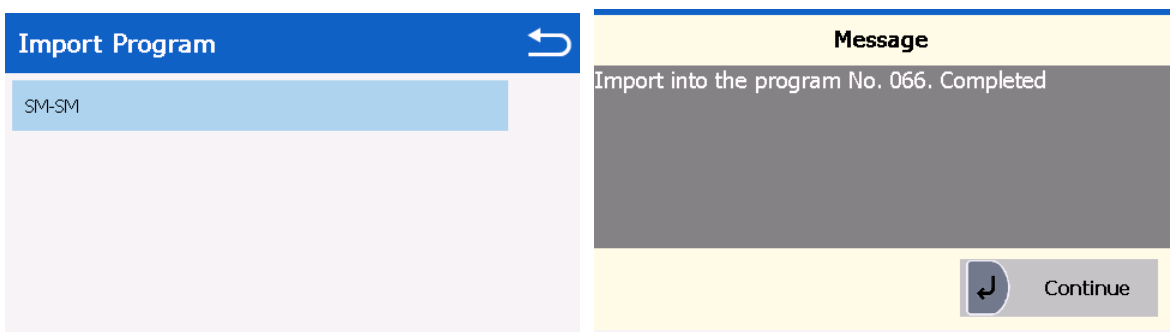 Import Program
SM-SM
Message
Import into the program No. 066. Completed
Continue